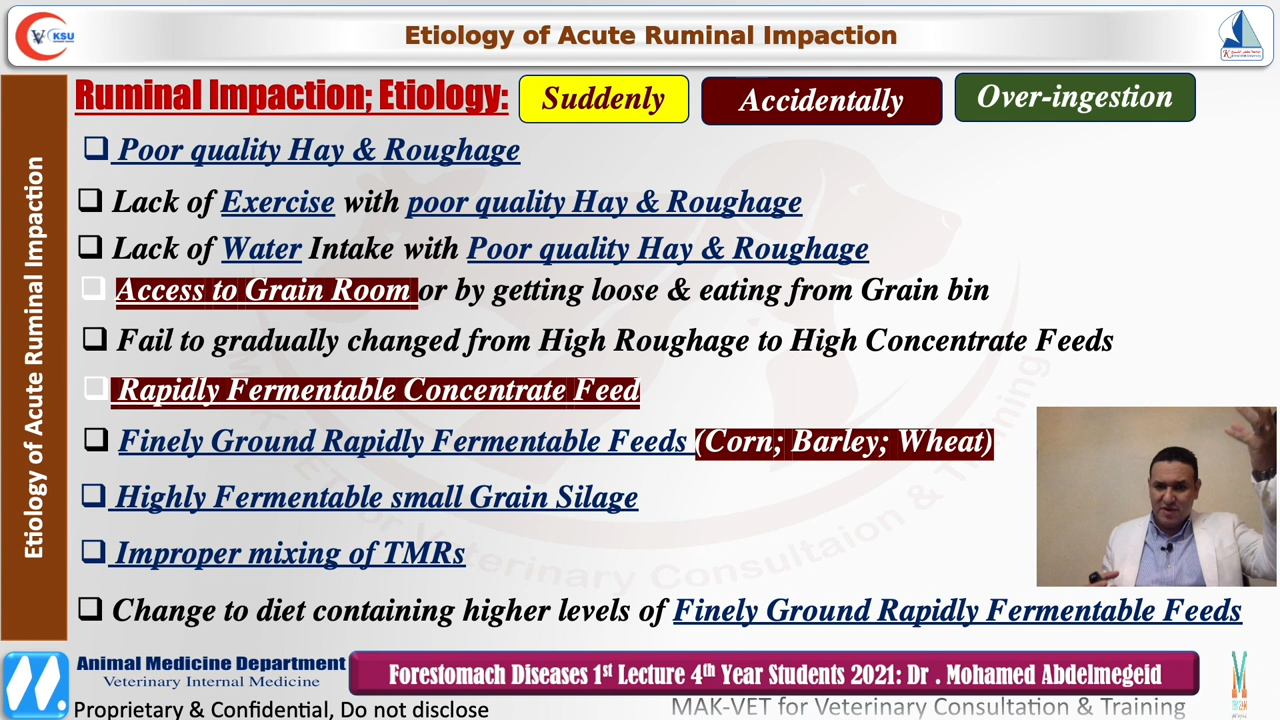 KSU
Etiology of Acute Ruminal Impaction
Etiology of Acute Ruminal Impaction
Ruminal Impaction; Etiology:
Suddenly
Accidentally
Over-ingestion
Poor quality Hay & Roughage
Lack of Exercise with poor quality Hay & Roughage
Lack of Water Intake with Poor quality Hay & Roughage
Access to Grain Room or by getting loose & eating from Grain bin
Fail to gradually changed from High Roughage to High Concentrate Feeds
Rapidly Fermentable Concentrate Feed
Finely Ground Rapidly Fermentable Feeds (Corn; Barley; Wheat)
Highly Fermentable small Grain Silage
Improper mixing of TMRs
Change to diet containing higher levels of Finely Ground Rapidly Fermentable Feeds
Animal Medicine Department
Veterinary Internal Medicine
Forestomach Diseases 1st Lecture 4th Year Students 2021: Dr . Mohamed Abdelmegeid
Proprietary & Confidential, Do not disclose
MAK-VET for Veterinary Consultation & Training